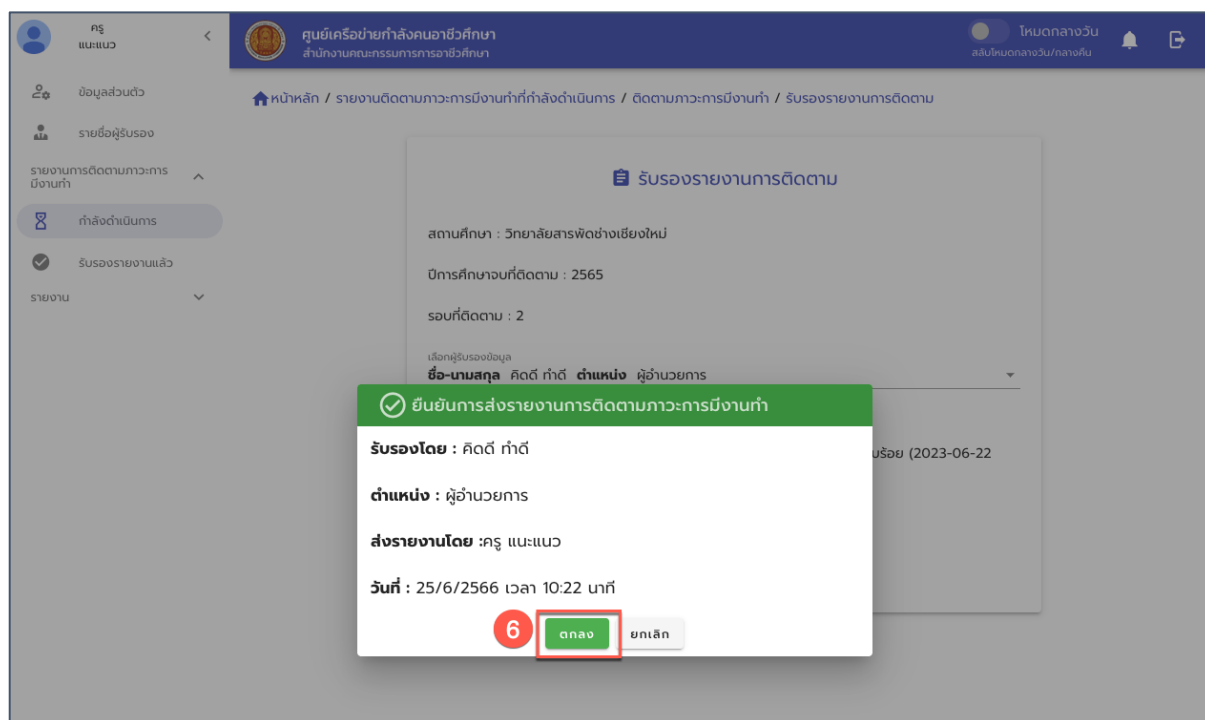 ครู
แนะแนว
ศูนย์เครือข่ายกำลังคนอาชีวศึกษา
สำนักงานคณะกรรมการการอาชีวศึกษา
โหมดกลางวัน
สลับโหมดกลางวัน/กลางคืน
ข้อมูลส่วนตัว
รายชื่อผู้รับรอง
รายงานการติดตามภาวะการ
มีงานทำ
กำลังดำเนินการ
รับรองรายงานแล้ว
รายงาน
หน้าหลัก / รายงานติดตามภาวะการมีงานทำที่กำลังดำเนินการ / ติดตามภาวะการมีงานทำ / รับรองรายงานการติดตาม
รับรองรายงานการติดตาม
สถานศึกษา : วิทยาลัยสารพัดช่างเชียงใหม่
ปีการศึกษาจบที่ติดตาม : 2565
รอบที่ติดตาม : 2
เลือกผู้รับรองข้อมูล
ชื่อ-นามสกุล คิดดี ทำดี ตำแหน่ง ผู้อำนวยการ
(2023-06-22
ยืนยันการส่งรายงานการติดตามภาวะการมีงานทำ
รับรองโดย : คิดดี ทำดี
ตำแหน่ง : ผู้อำนวยการ
ส่งรายงานโดย :ครู แนะแนว
วันที่ : 25/6/2566 เวลา 10:22 นาที
6
ตกลง
ยกเลิก